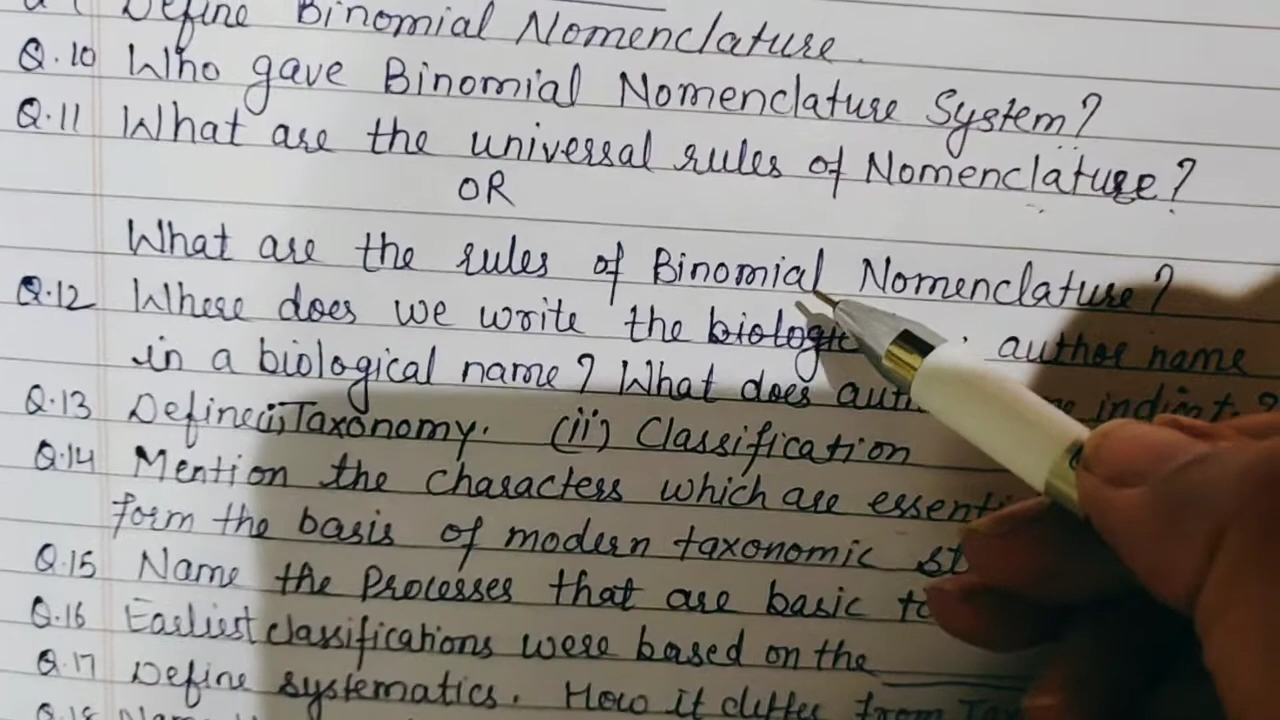 Define Binomial Nomenclature.
Q.10 Who gave Binomial Nomenclature System?
Q.11 What are the universal rules of Nomenclature?
OR
What are the rules of Binomial Nomenclature?
Q.12 Where does we write the author name
in a biological name? What does
Q.13 Define (i) Taxonomy. (ii) Classification
Q.14 Mention the characters which are
form the basis of modern taxonomic
Q.15 Name the Processes that are basic
Q.16 Earliest classifications were based on the
Q.17 Define systematics. How it differ from
Q.18